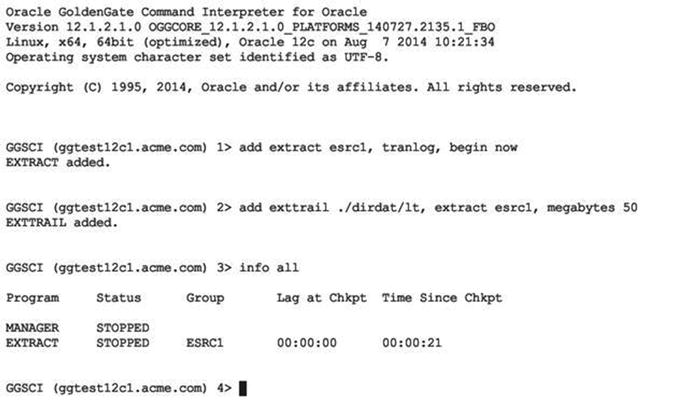 Oracle GoldenGate Command Interpreter for Oracle
Version 12.1.2.1.0 OGGCORE_12.1.2.1.0_PLATFORMS_140727.2135.1_FBO
Linux, x64, 64bit (optimized), Oracle 12c on Aug 7 2014 10:21:34
Operating system character set identified as UTF-8.
Copyright (C) 1995, 2014, Oracle and/or its affiliates. All rights reserved.
GGSCI (ggtest12c1.acme.com) 1> add extract esrc1, tranlog, begin now
EXTRACT added.
GGSCI (ggtest12c1.acme.com) 2> add exttrail ./dirdat/lt, extract esrc1, megabytes 50
EXTTRAIL added.
GGSCI (ggtest12c1.acme.com) 3> info all
Program Status Group Lag at Chkpt Time Since Chkpt
MANAGER STOPPED
EXTRACT STOPPED ESRC1 00:00:00 00:00:21
GGSCI (ggtest12c1.acme.com) 4>